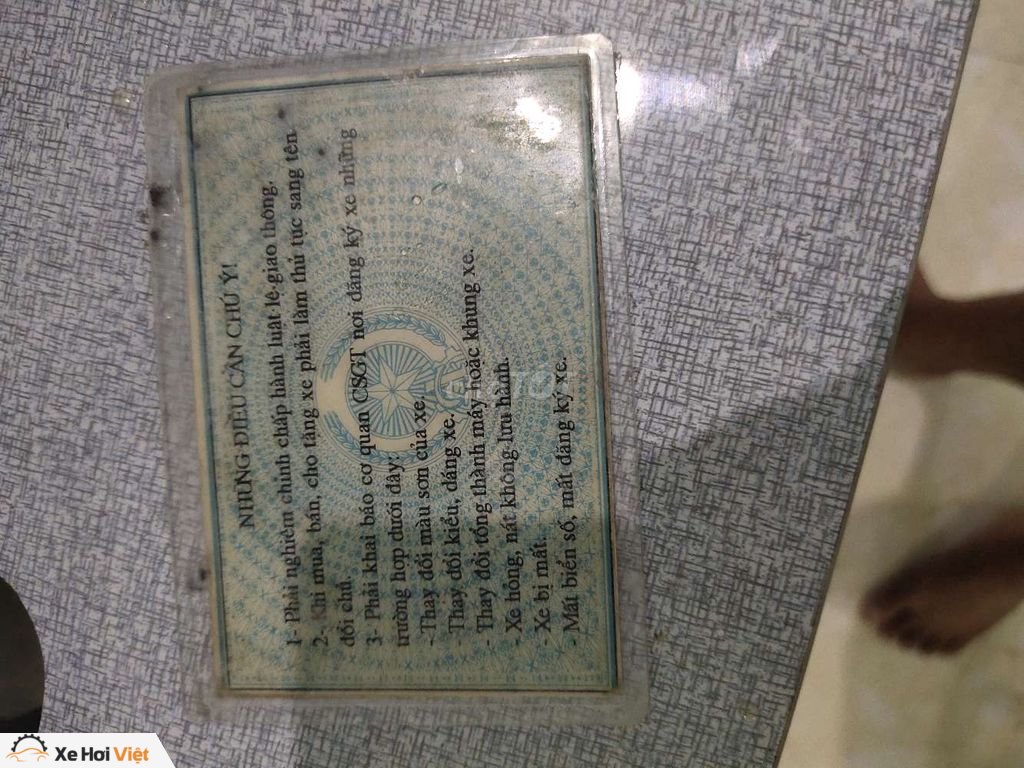 NHỮNG ĐIỀU CẦN CHÚ Ý!
1- Phải nghiêm chỉnh chấp hành luật lệ giao thông.
2- Khi mua, bán, cho tặng xe phải làm thủ tục sang tên
đổi chủ.
3- Phải khai báo cơ quan CSGT nơi đăng ký xe những
trường hợp dưới đây
- Thay đổi màu sơn của xe.
Thay đổi kiểu, dáng xe.
- Thay đổi tổng thành máy hoặc khung xe.
- Xe hỏng, nát không lưu hành.
- Xe bị mất.
- Mất biển số, mất đăng ký xe.
Xe Hơi Việt